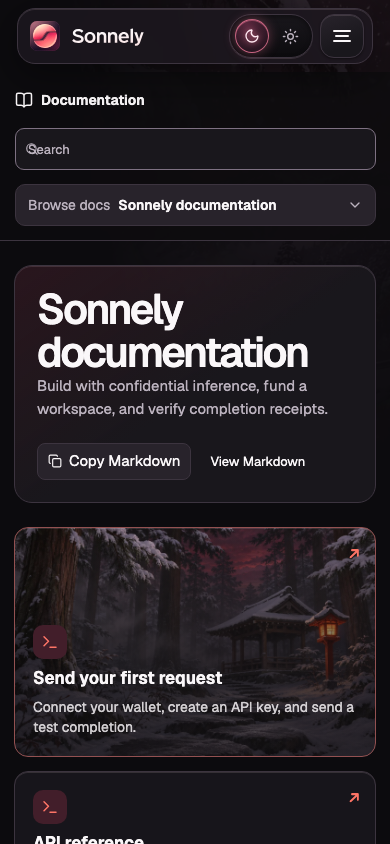 Sonnely
Documentation
Search
Browse docs Sonnely documentation
Sonnely
documentation
Build with confidential inference, fund a
workspace, and verify completion receipts.
Copy Markdown View Markdown
Send your first request
Connect your wallet, create an API key, and send a
test completion.
API reference